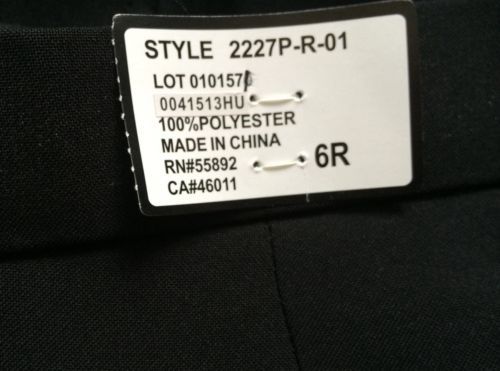 STYLE 2227P-R-01
LOT 010157
0041513HU
100%POLYESTER
MADE IN CHINA
RN#55892
6R
CA#46011